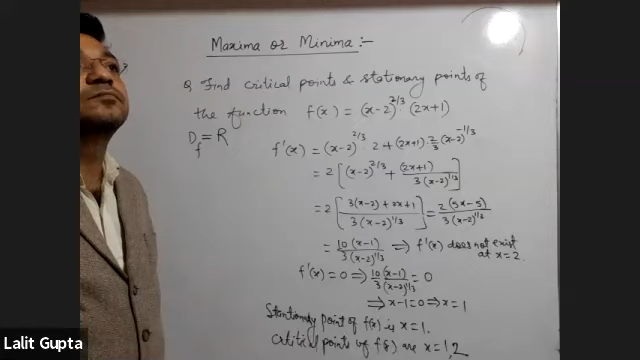 Maxima or Minima :-
Q Find critical points & stationary points of
the function f(x) = (x-2)^{2/3} · (2x+1)
D_f = R
f'(x) = (x-2)^{2/3} · 2 + (2x+1) · 2/3 (x-2)^{-1/3}
= 2 [ (x-2)^{2/3} + (2x+1) / 3(x-2)^{1/3} ]
= 2 [ 3(x-2) + 2x+1 / 3(x-2)^{1/3} ] = 2(5x-5) / 3(x-2)^{1/3}
= 10(x-1) / 3(x-2)^{1/3} ⇒ f'(x) does not exist
at x=2.
f'(x) = 0 ⇒ 10(x-1) / 3(x-2)^{1/3} = 0
⇒ x-1=0 ⇒ x=1
Stationary point of f(x) is x=1.
Critical points of f(x) are x=1,2
Lalit Gupta